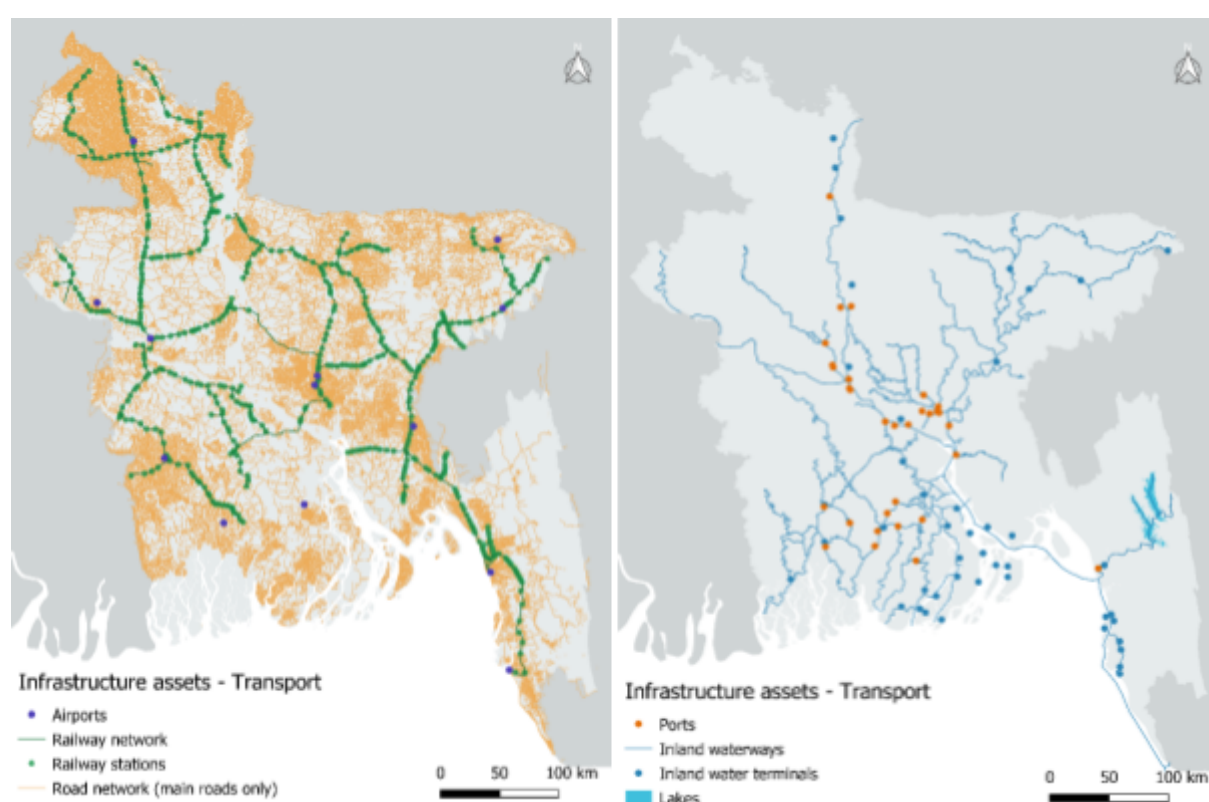 N
N
Infrastructure assets - Transport
Airports
Railway network
Railway stations
Road network (main roads only)
0 50 100 km
Infrastructure assets - Transport
Ports
Inland waterways
Inland water terminals
Lakes
0 50 100 km